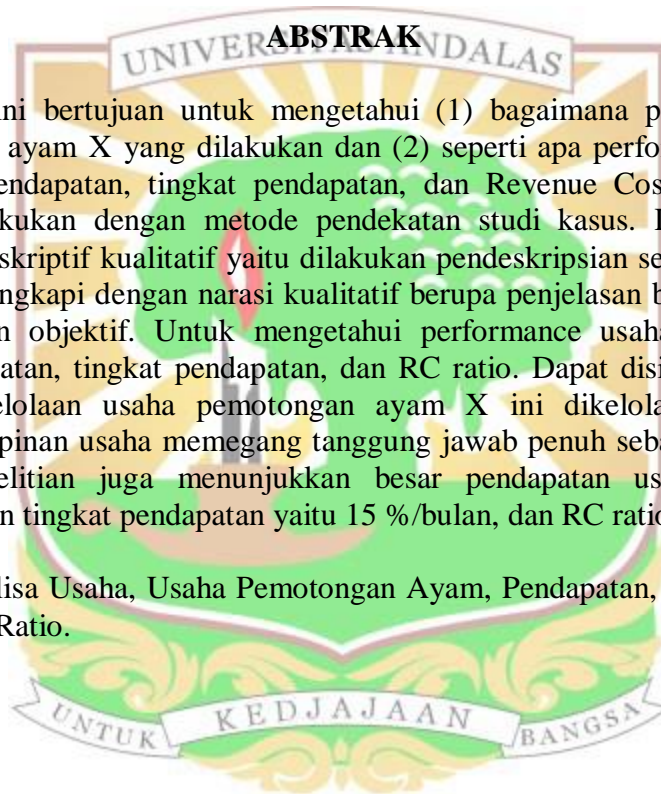 ABSTRAK
UNIVERSITAS ANDALAS
ini bertujuan untuk mengetahui (1) bagaimana p
ayam X yang dilakukan dan (2) seperti apa perfo
endapatan, tingkat pendapatan, dan Revenue Cos
kukan dengan metode pendekatan studi kasus.
skriptif kualitatif yaitu dilakukan pendeskripsian se
ngkapi dengan narasi kualitatif berupa penjelasan b
n objektif. Untuk mengetahui performance usaha
atan, tingkat pendapatan, dan RC ratio. Dapat disi
elolaan usaha pemotongan ayam X ini dikelola
pinan usaha memegang tanggung jawab penuh seba
elitian juga menunjukkan besar pendapatan us
n tingkat pendapatan yaitu 15 %/bulan, dan RC ratio
lisa Usaha, Usaha Pemotongan Ayam, Pendapatan,
Ratio.
UNTUK KEDJAJAAN BANGSA